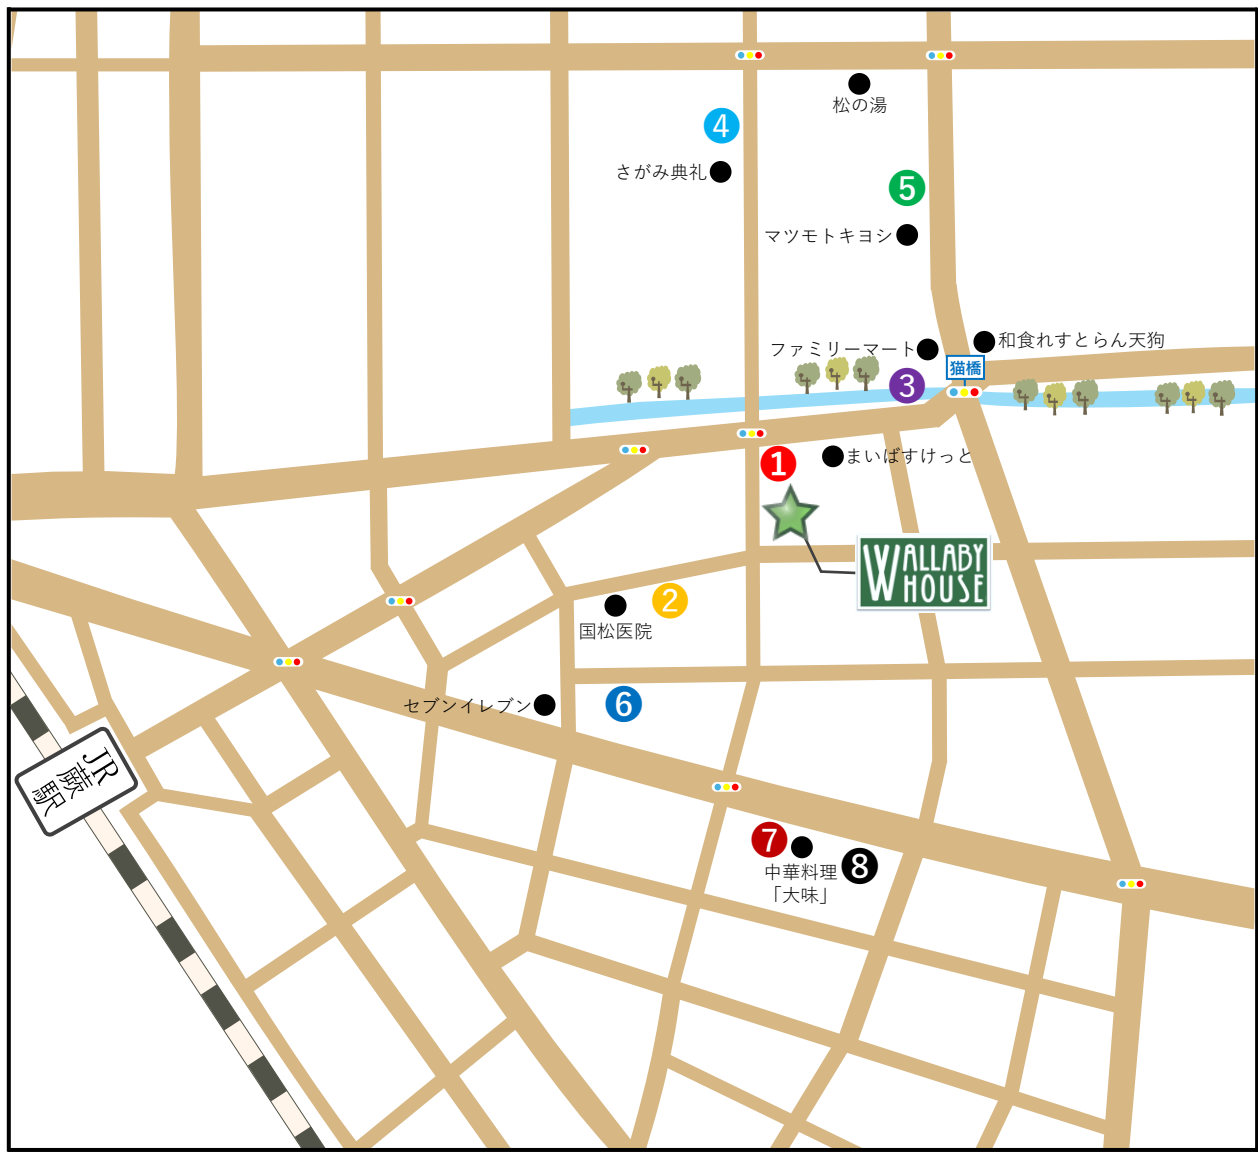 松の湯
4
さがみ典礼
5
マツモトキヨシ
和食れすとらん天狗
ファミリーマート
猫橋
3
1
まいばすけっと
WALLABY
HOUSE
2
国松医院
セブンイレブン
6
JR
蕨
駅
7
中華料理
「大味」
8